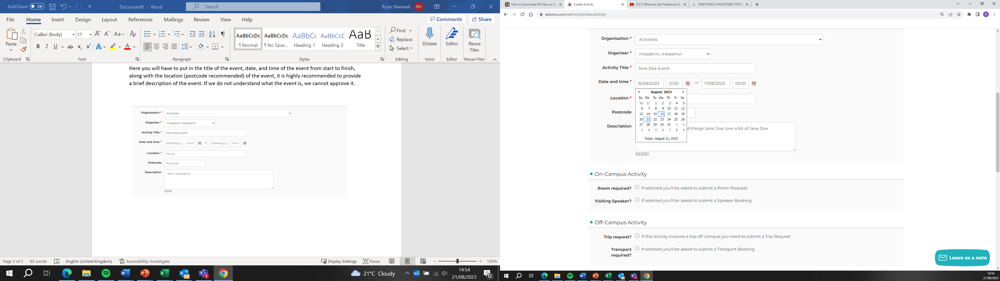 AutoSave Off
Document8 - Word
Search
Ryan Narewal RN
File Home Insert Design Layout References Mailings Review View Help
Comments Share
Paste
Calibri (Body) 11
B I U ab x₂ x² A A
AaBbCcDc AaBbCcDc AaBbCc AaBbCcD AaB
¶ Normal ¶ No Spac... Heading 1 Heading 2 Title
Find
Replace
Select
Dictate Editor Reuse
Files
Clipboard Font Paragraph Styles Editing Voice Editor Reuse Files
Here you will have to put in the title of the event, date, and time of the event from start to finish,
along with the location (postcode recommended) of the event, it is highly recommended to provide
a brief description of the event. If we do not understand what the event is, we cannot approve it.
Organisation * Activities
Organiser * msladmin, msladmin
Activity Title * Jane Doe Event
Date and time * dd/MM/yyyy HH:m → dd/MM/yyyy HH:m
Location * Venue
Postcode Postcode
Description Short description
0/250
Page 2 of 2 85 words English (United Kingdom) Accessibility: Investigate Display Settings Focus 100%
21°C Cloudy 14:54
21/08/2023 12
How to Download All Files on Go Create Activity (127) Where to Eat Traditional & SMETHWICK HIGHSTREET POSTC
astonsu.com/admin/activities/activity/
Organisation * Activities
Organiser * msladmin, msladmin
Activity Title * Jane Doe Event
Date and time * 16/08/2023 21:00 → 17/08/2023 00:00
August, 2023
Su Mo Tu We Th Fr Sa
30 31 1 2 3 4 5
6 7 8 9 10 11 12
13 14 15 16 17 18 19
20 21 22 23 24 25 26
27 28 29 30 31 1 2
3 4 5 6 7 8 9
Today: August 21, 2023
Location *
Postcode
Description ll things Jane Doe, love a bit of Jane Doe
65/250
On-Campus Activity
Room required? If selected you'll be asked to submit a Room Request
Visiting Speaker? If selected you'll be asked to submit a Speaker Booking
Off-Campus Activity
Trip request? If this activity involves a trip off-campus you need to submit a Trip Request
Transport required? If selected you'll be asked to submit a Transport Booking
Leave us a note
14:54
21/08/2023